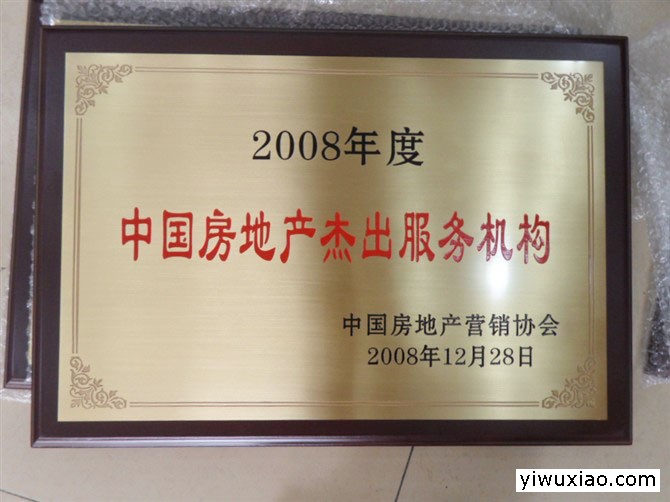 2008年度
中国房地产杰出服务机构
中国房地产营销协会
2008年12月28日
yiwuxiao.com